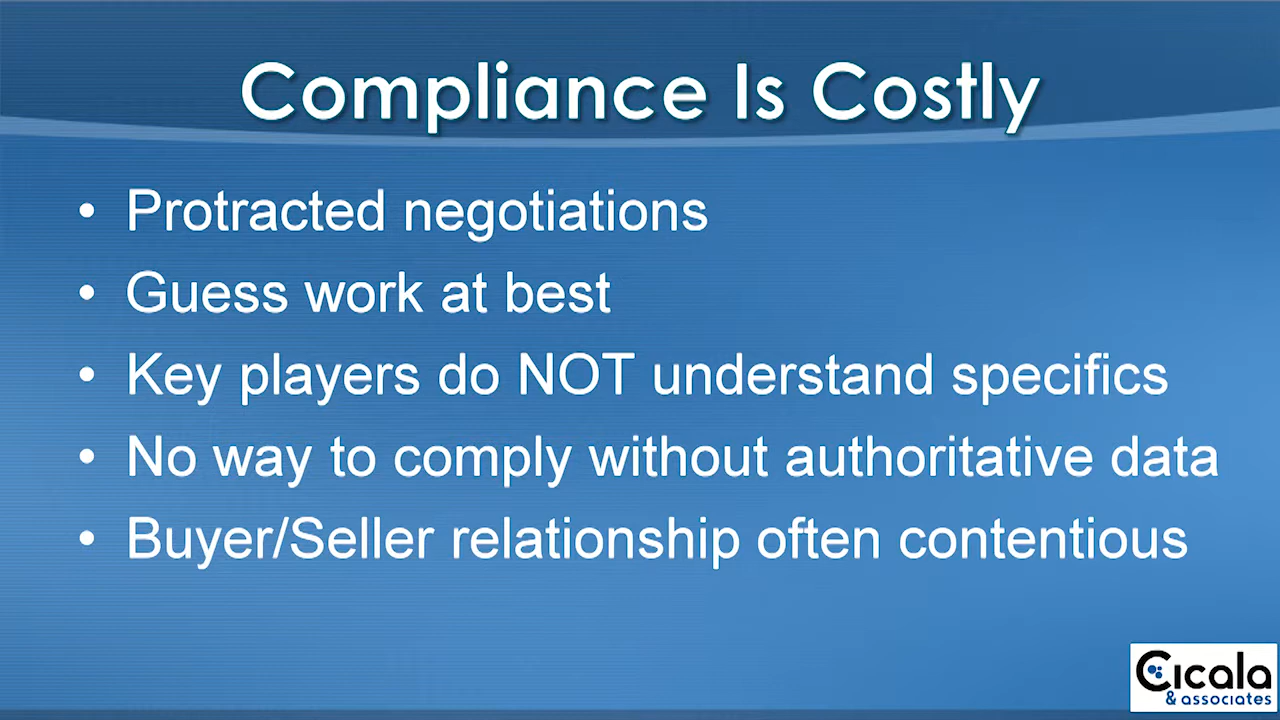 Compliance Is Costly
• Protracted negotiations
• Guess work at best
• Key players do NOT understand specifics
• No way to comply without authoritative data
• Buyer/Seller relationship often contentious
Cicala
& associates